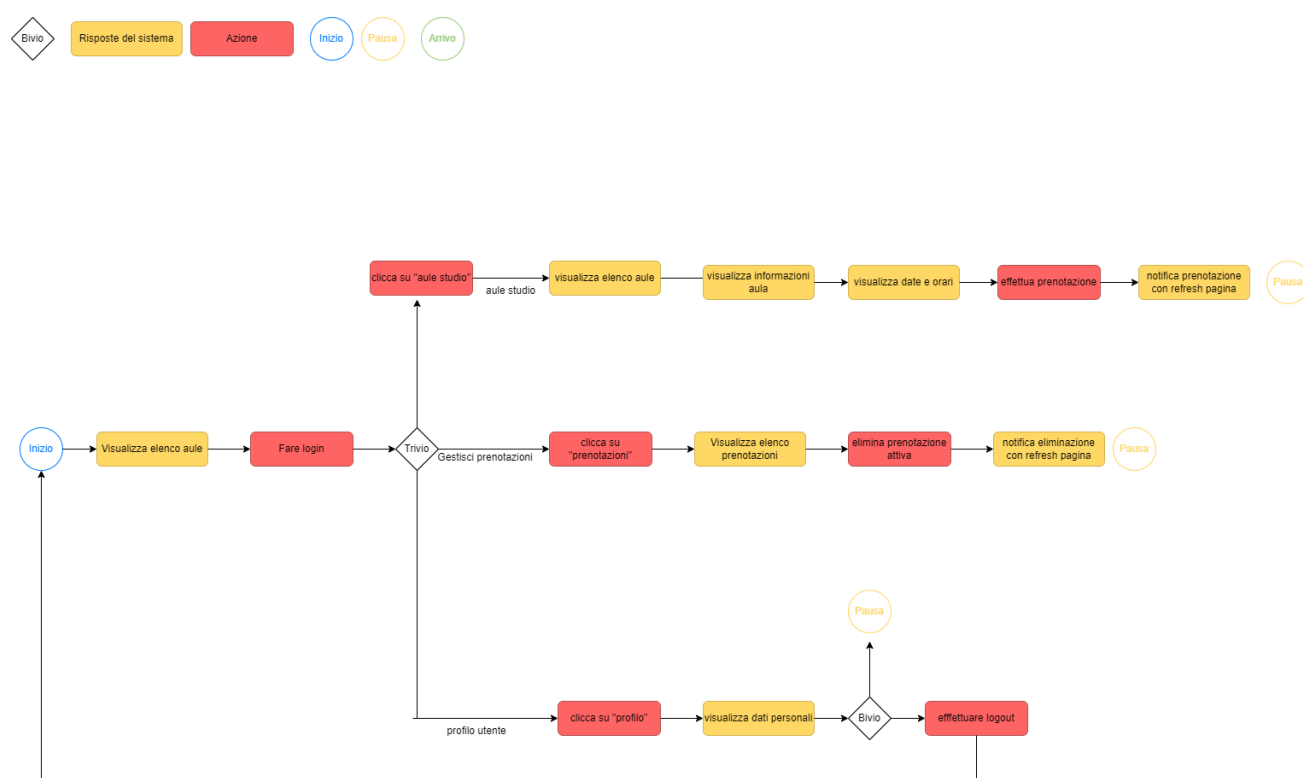 Bivio
Risposte del sistema
Azione
Inizio
Pausa
Arrivo
clicca su "aule studio"
aule studio
visualizza elenco aule
visualizza informazioni
aula
visualizza date e orari
effettua prenotazione
notifica prenotazione
con refresh pagina
Pausa
Inizio
Visualizza elenco aule
Fare login
Trivio
Gestisci prenotazioni
clicca su
"prenotazioni"
Visualizza elenco
prenotazioni
elimina prenotazione
attiva
notifica eliminazione
con refresh pagina
Pausa
Pausa
profilo utente
clicca su "profilo"
visualizza dati personali
Bivio
efffettuare logout